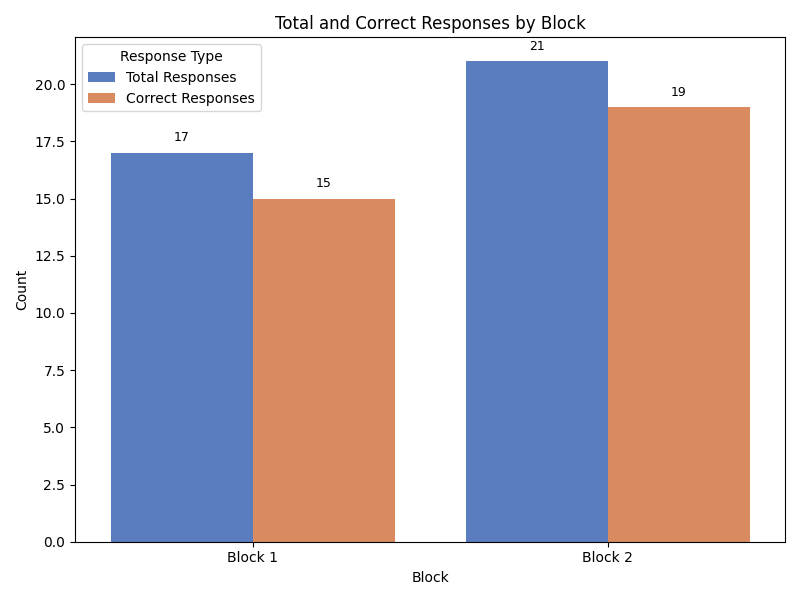 Total and Correct Responses by Block
Response Type
Total Responses
Correct Responses
21
19
17
15
20.0
17.5
15.0
12.5
10.0
7.5
5.0
2.5
0.0
Count
Block 1
Block 2
Block